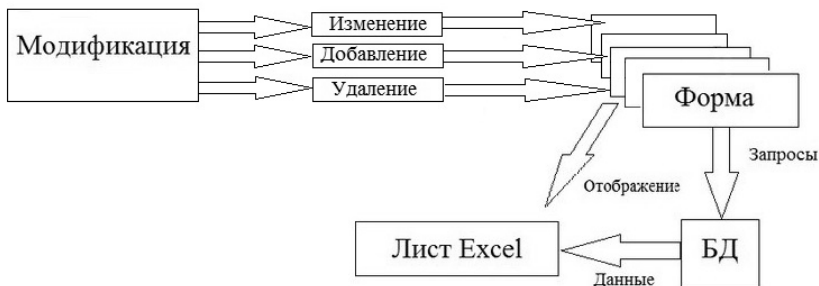 Модификация
Изменение
Добавление
Удаление
Форма
Запросы
Отображение
Лист Excel
БД
Данные